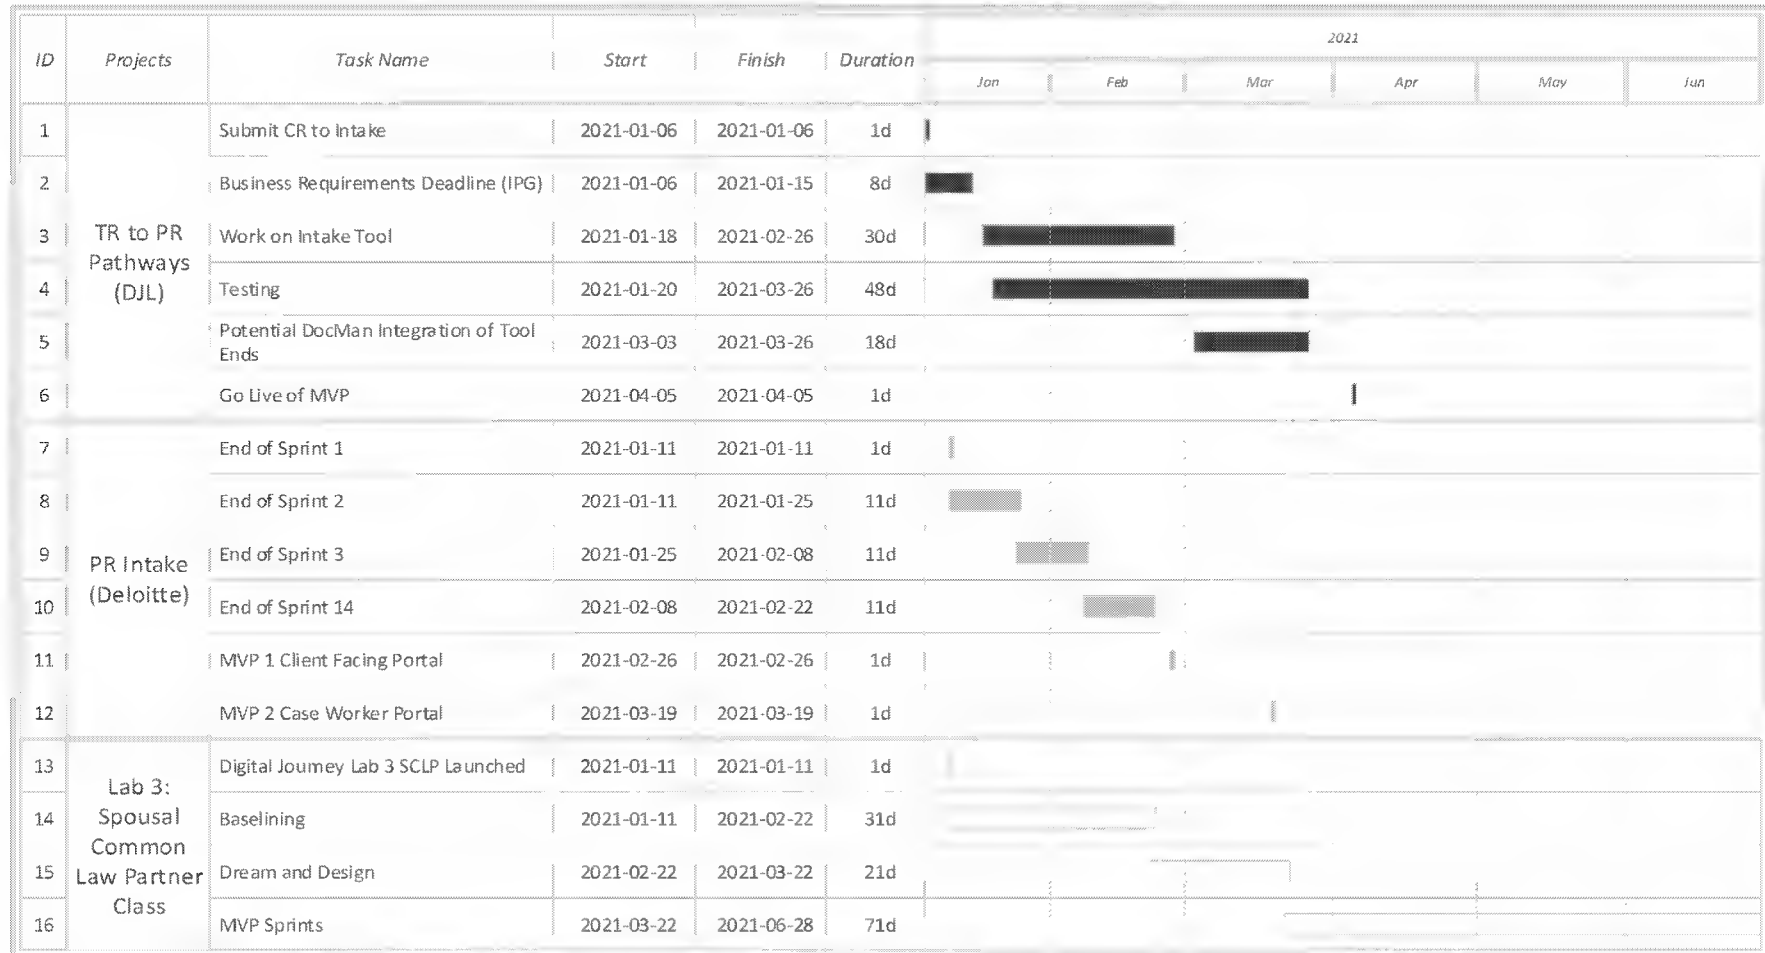 2021
ID Projects Task Name Start Finish Duration
Jan Feb Mar Apr May Jun
1 Submit CR to Intake 2021-01-06 2021-01-06 1d
2 Business Requirements Deadline (IPG) 2021-01-06 2021-01-15 8d
TR to PR
3 Work on Intake Tool 2021-01-18 2021-02-26 30d
Pathways
(DJL)
4 Testing 2021-01-20 2021-03-26 48d
Potential DocMan Integration of Tool
5 2021-03-03 2021-03-26 18d
Ends
6 Go Live of MVP 2021-04-05 2021-04-05 1d
7 End of Sprint 1 2021-01-11 2021-01-11 1d
8 End of Sprint 2 2021-01-11 2021-01-25 11d
9 End of Sprint 3 2021-01-25 2021-02-08 11d
PR Intake
(Deloitte)
10 End of Sprint 14 2021-02-08 2021-02-22 11d
11 MVP 1 Client Facing Portal 2021-02-26 2021-02-26 1d
12 MVP 2 Case Worker Portal 2021-03-19 2021-03-19 1d
13 Digital Journey Lab 3 SCLP Launched 2021-01-11 2021-01-11 1d
Lab 3:
Spousal
14 Baselining 2021-01-11 2021-02-22 31d
Common
Law Partner
15 Dream and Design 2021-02-22 2021-03-22 21d
Class
16 MVP Sprints 2021-03-22 2021-06-28 71d